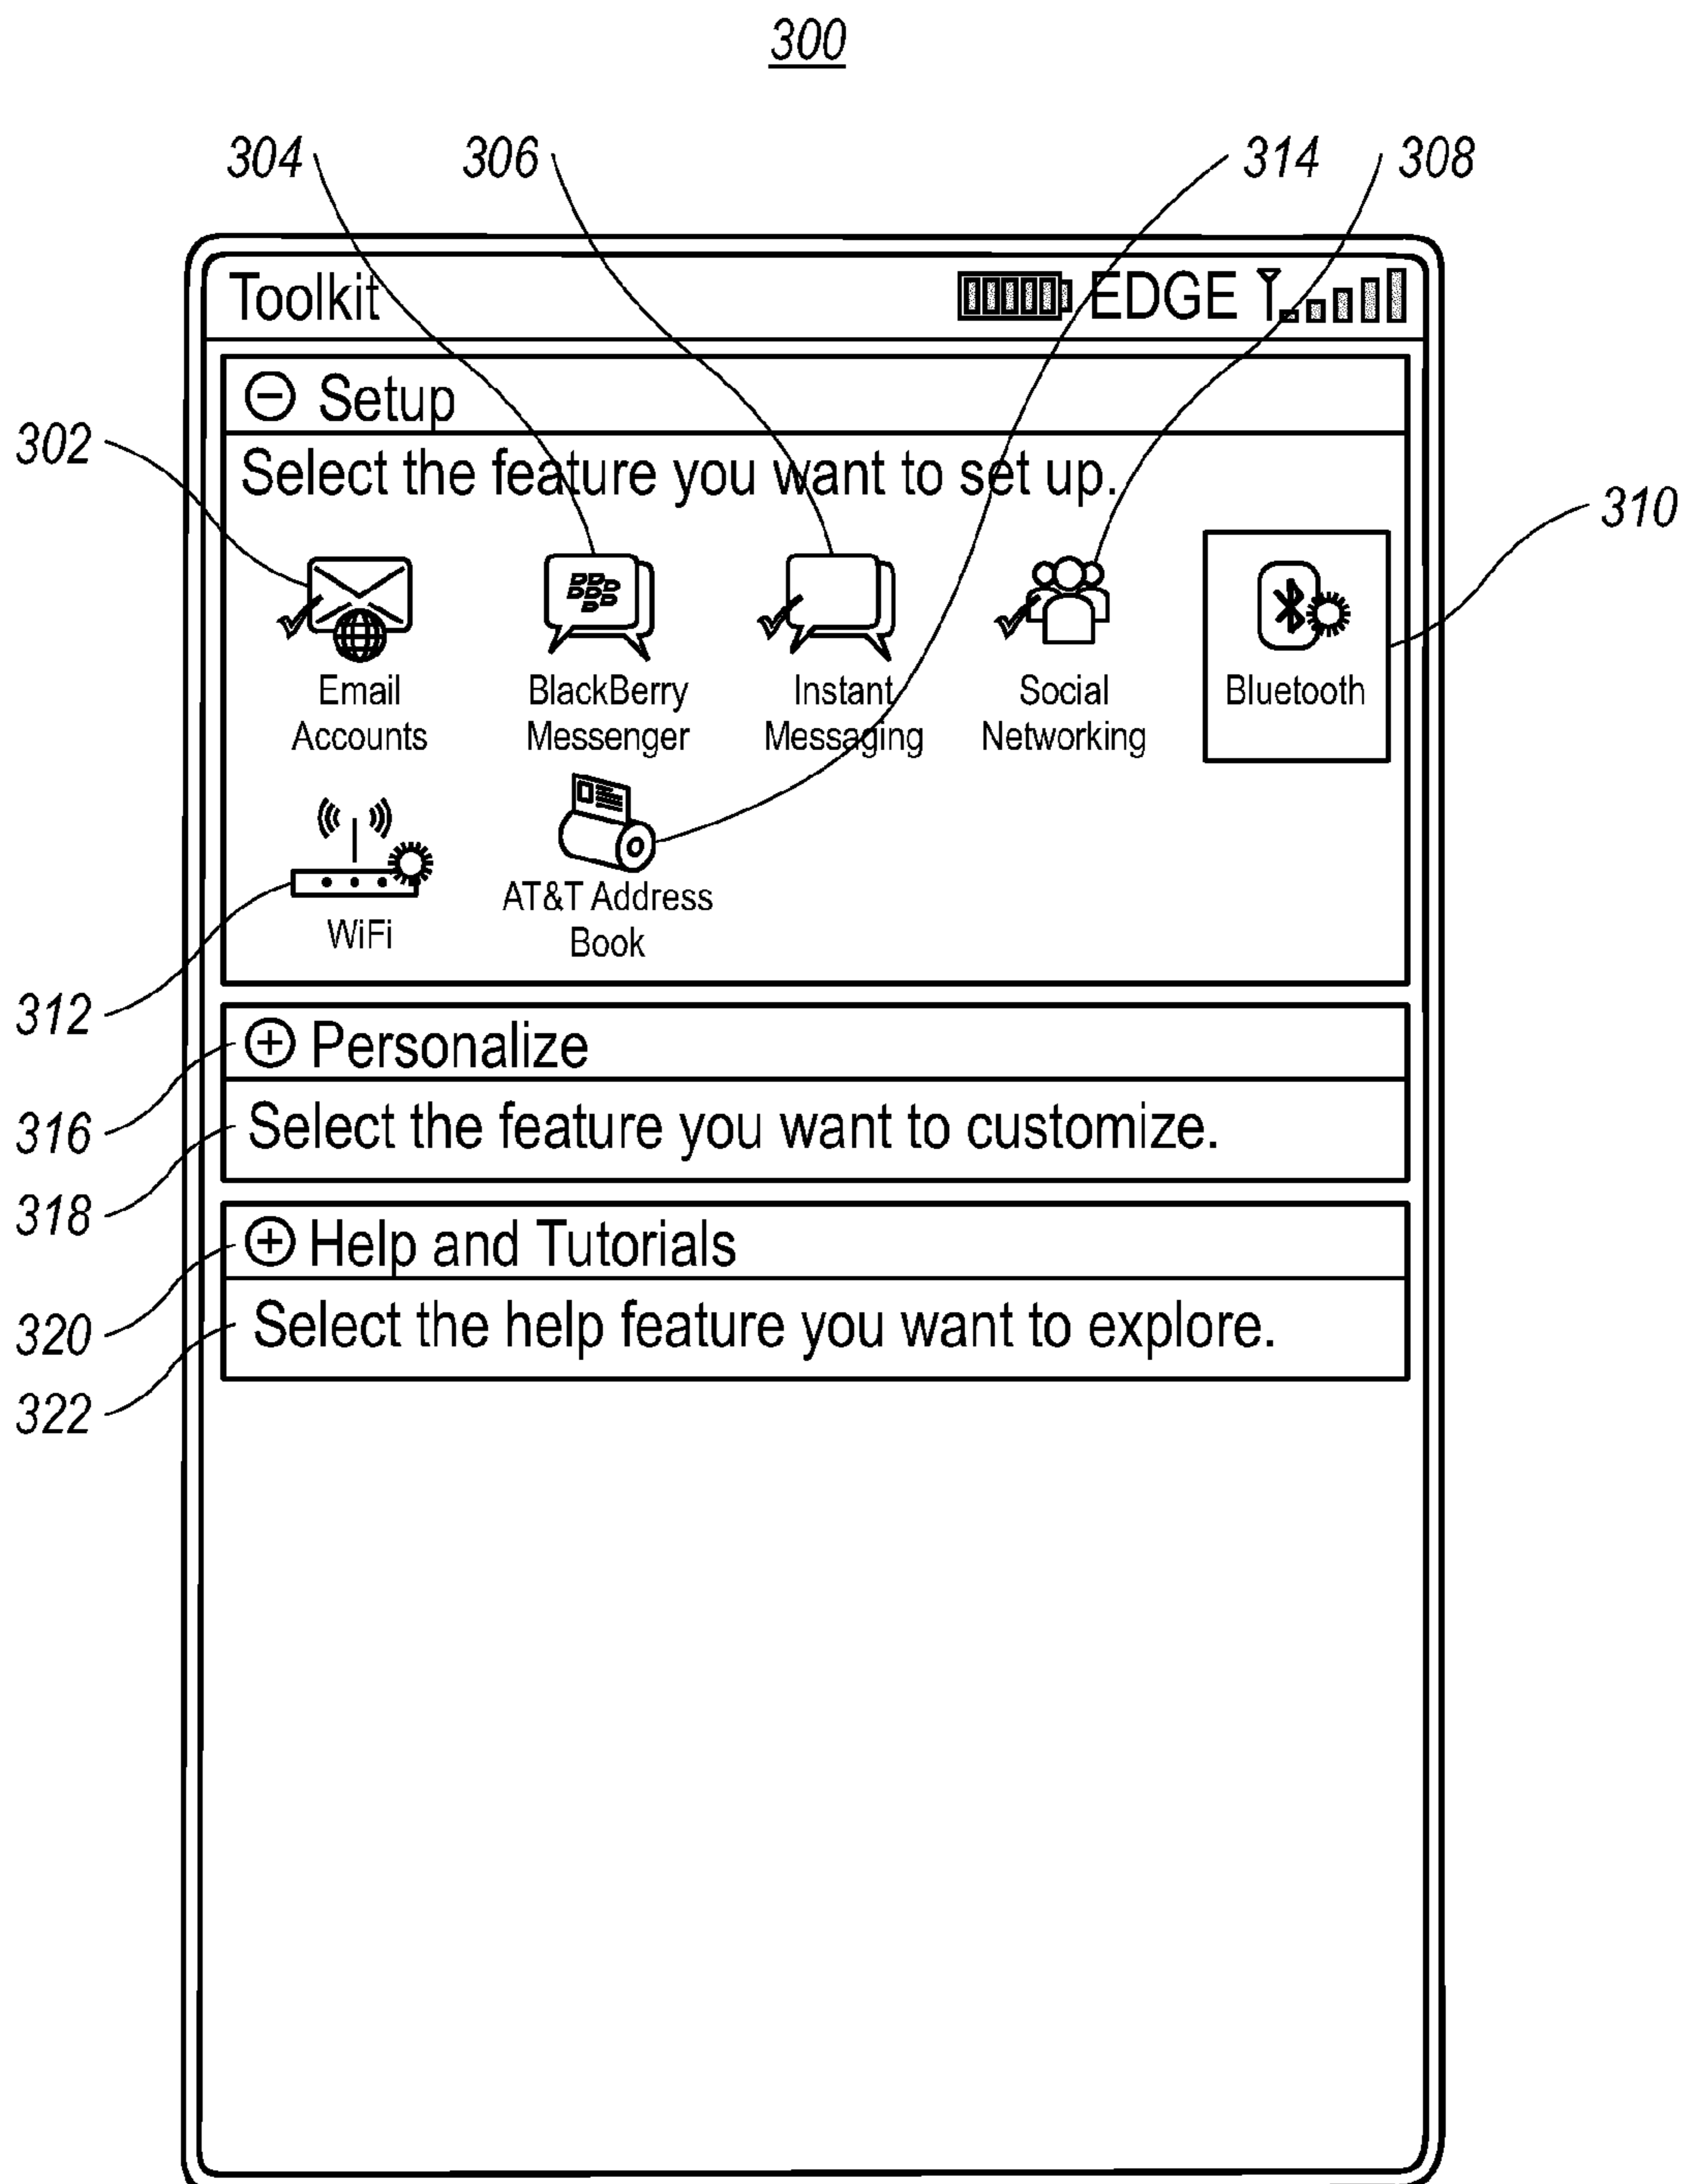 300
304 306 314 308
Toolkit EDGE
Setup
302
Select the feature you want to set up.
310
Email Accounts
BlackBerry Messenger
Instant Messaging
Social Networking
Bluetooth
WiFi
AT&T Address Book
312
Personalize
316
Select the feature you want to customize.
318
Help and Tutorials
320
Select the help feature you want to explore.
322